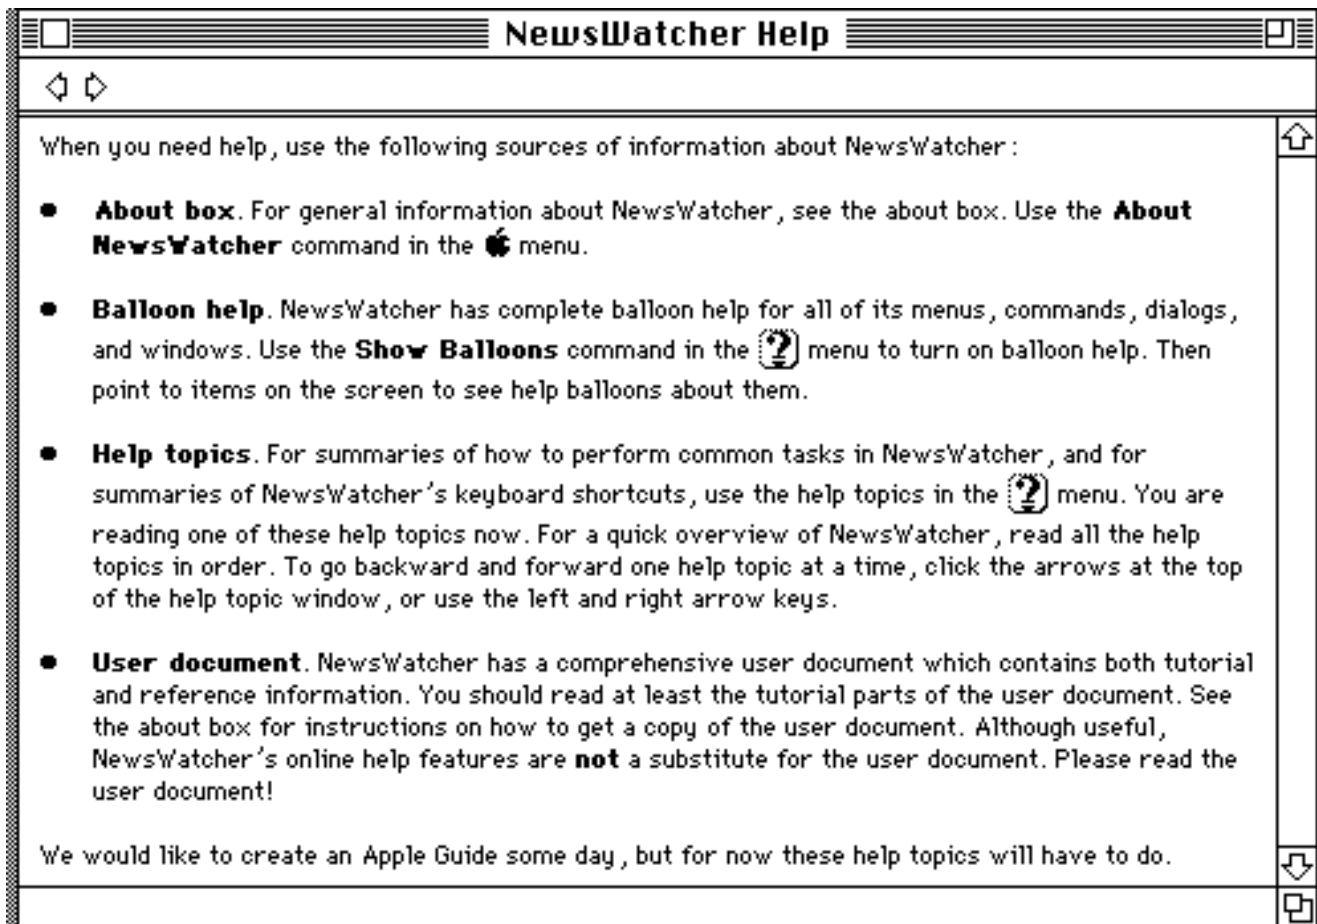 NewsWatcher Help
When you need help, use the following sources of information about NewsWatcher:
• About box. For general information about NewsWatcher, see the about box. Use the About
NewsWatcher command in the menu.
• Balloon help. NewsWatcher has complete balloon help for all of its menus, commands, dialogs,
and windows. Use the Show Balloons command in the ? menu to turn on balloon help. Then
point to items on the screen to see help balloons about them.
• Help topics. For summaries of how to perform common tasks in NewsWatcher, and for
summaries of NewsWatcher's keyboard shortcuts, use the help topics in the ? menu. You are
reading one of these help topics now. For a quick overview of NewsWatcher, read all the help
topics in order. To go backward and forward one help topic at a time, click the arrows at the top
of the help topic window, or use the left and right arrow keys.
• User document. NewsWatcher has a comprehensive user document which contains both tutorial
and reference information. You should read at least the tutorial parts of the user document. See
the about box for instructions on how to get a copy of the user document. Although useful,
NewsWatcher's online help features are not a substitute for the user document. Please read the
user document!
We would like to create an Apple Guide some day, but for now these help topics will have to do.